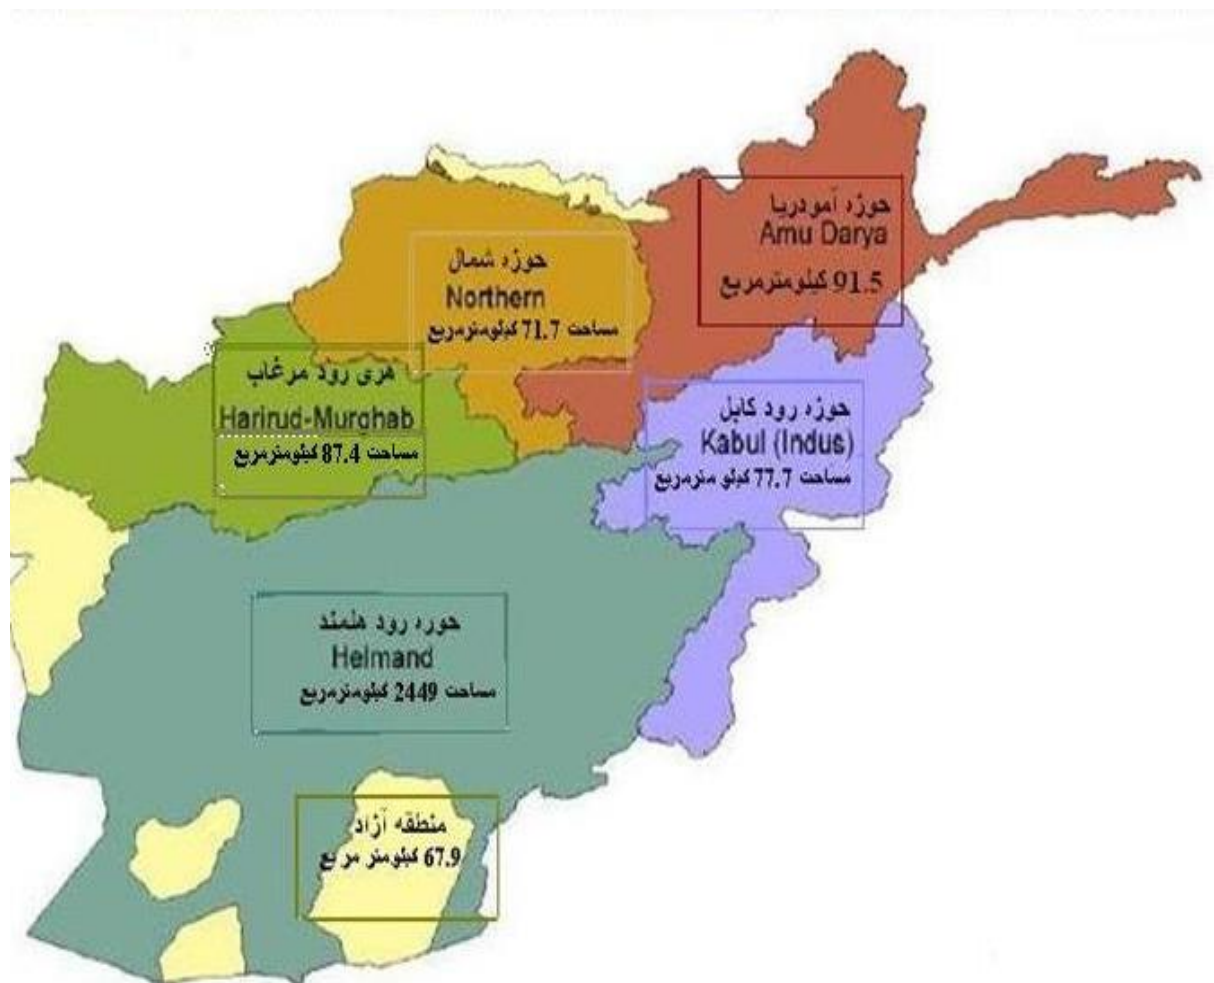 حوزه آمودریا
Amu Darya
91.5 کیلومترمربع
حوزه شمال
Northern
مساحت 71.7 کیلومترمربع
هری رود مرغاب
Harirud-Murghab
مساحت 87.4 کیلومترمربع
حوزه رود کابل
Kabul (Indus)
مساحت 77.7 کیلو مترمربع
حوره رود هلمند
Helmand
مساحت 2449 کیلومترمربع
منطقه آزاد
67.9 کیلومتر مربع